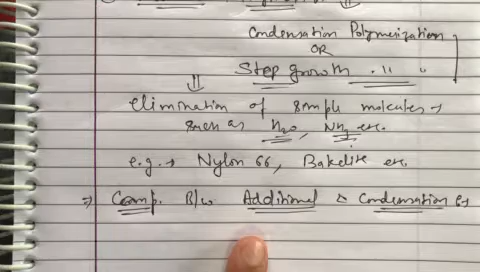 Condensation Polymerization
OR
Step growth " "
Elimination of simple molecules →
such as H₂O, NH₃ etc.
e.g. → Nylon 66, Bakelite etc.
⇒ Comp. B/w Additional & Condensation